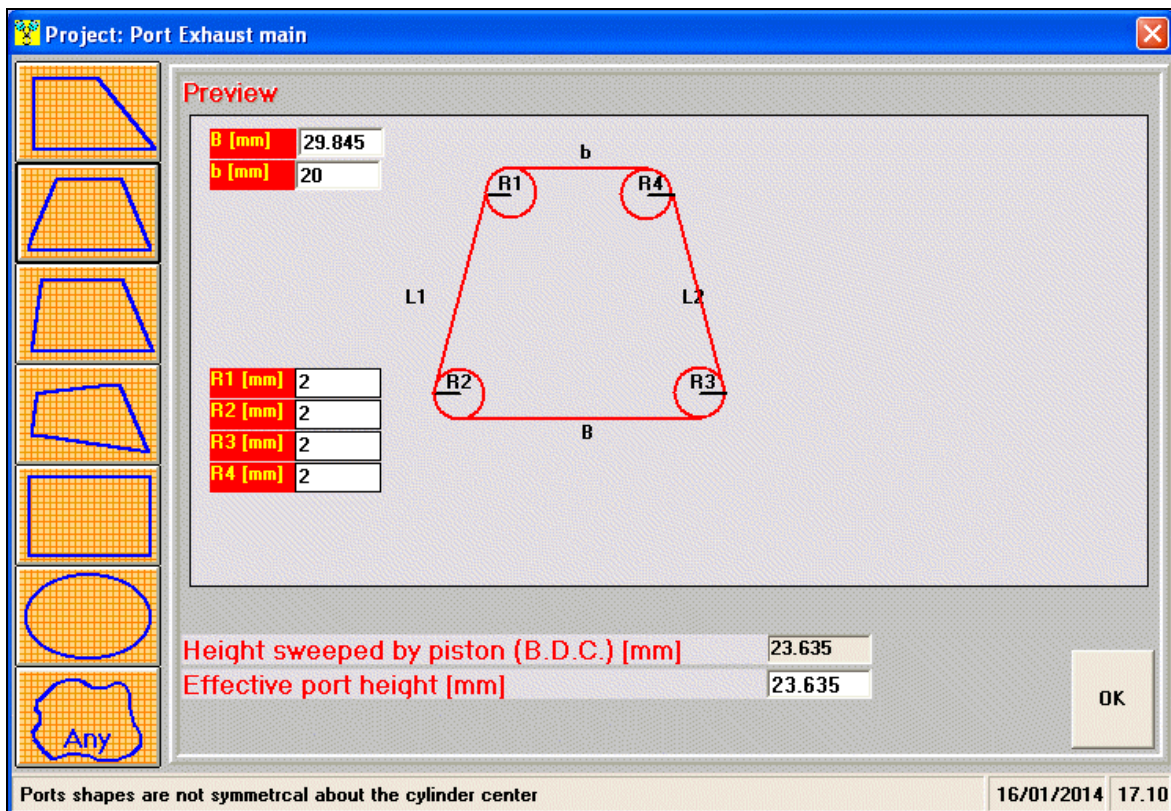 Project: Port Exhaust main
Preview
B [mm] 29.845
b [mm] 20
b
R1 R4
L1 L2
R2 R3
B
R1 [mm] 2
R2 [mm] 2
R3 [mm] 2
R4 [mm] 2
Any
Height sweeped by piston (B.D.C.) [mm] 23.635
Effective port height [mm] 23.635
OK
Ports shapes are not symmetrcal about the cylinder center 16/01/2014 17.10